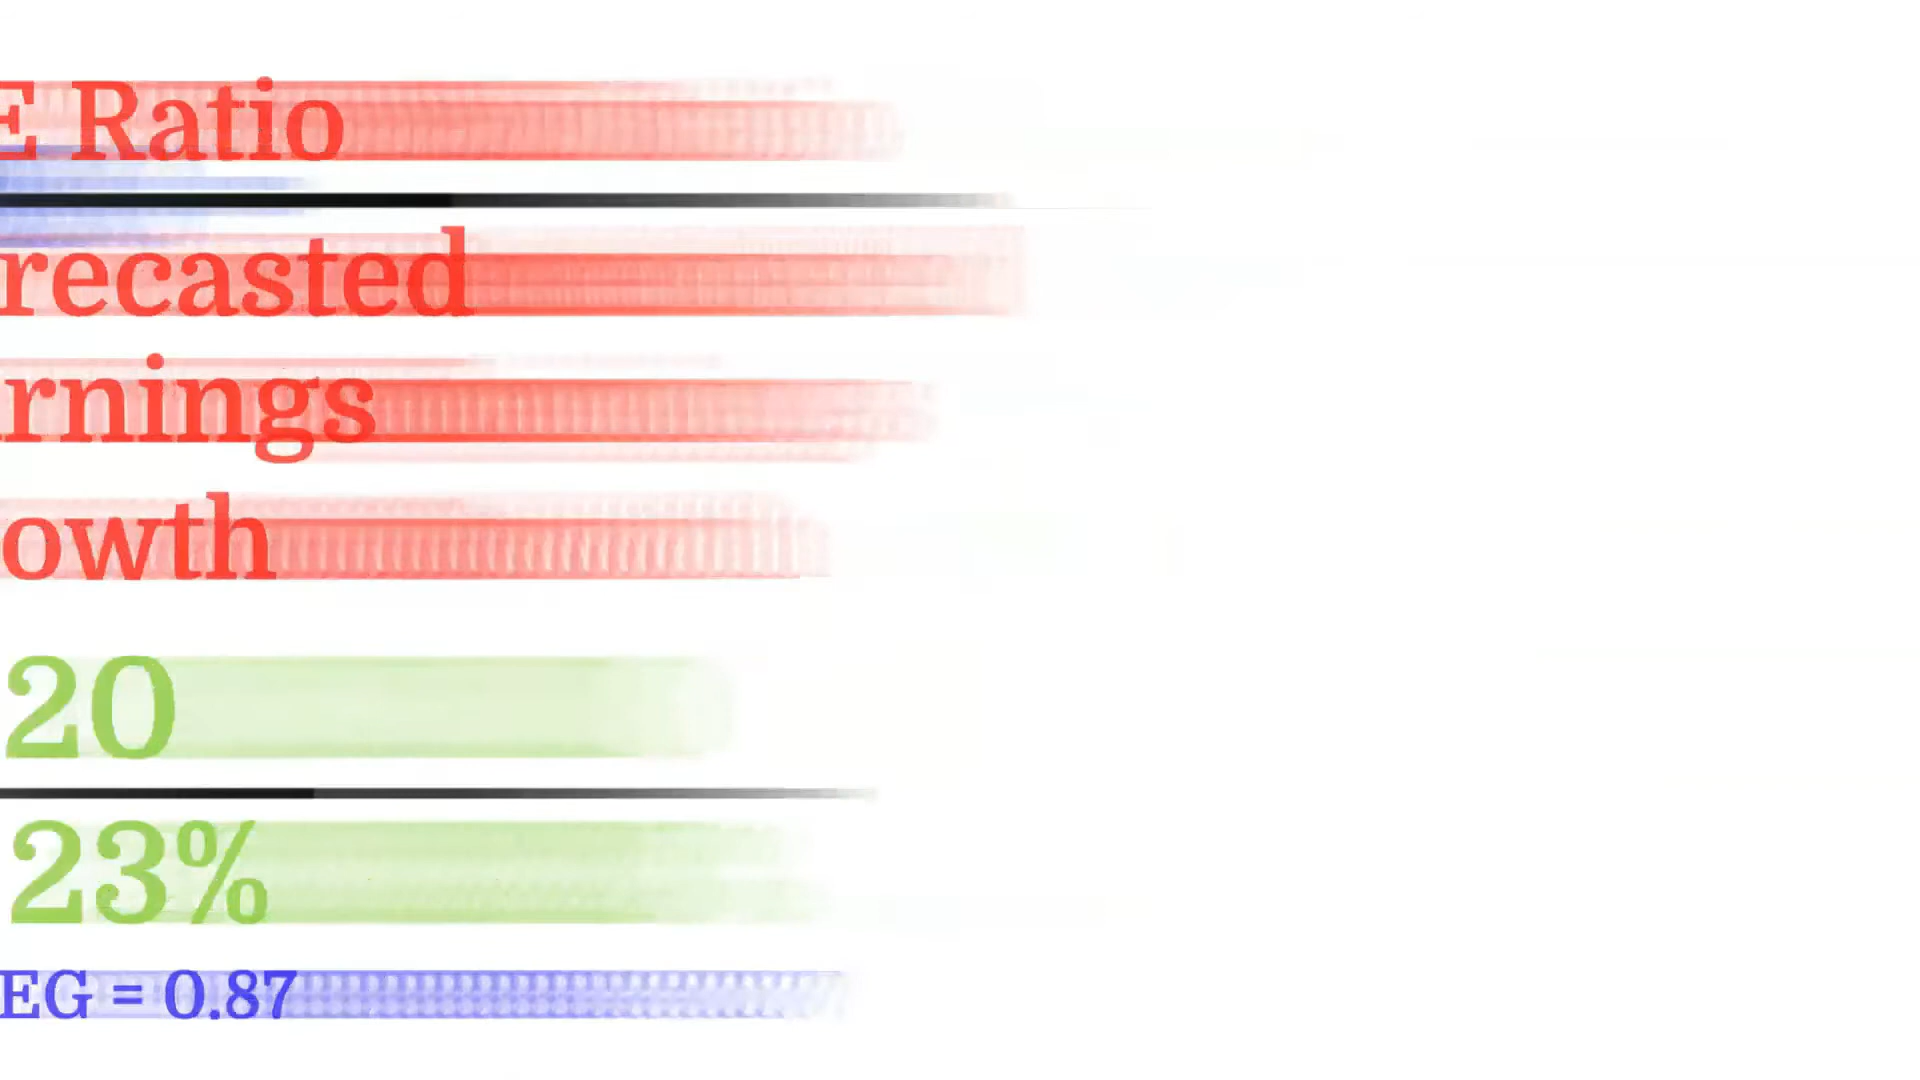 E Ratio
recasted
rnings
owth
20
23%
EG = 0.87